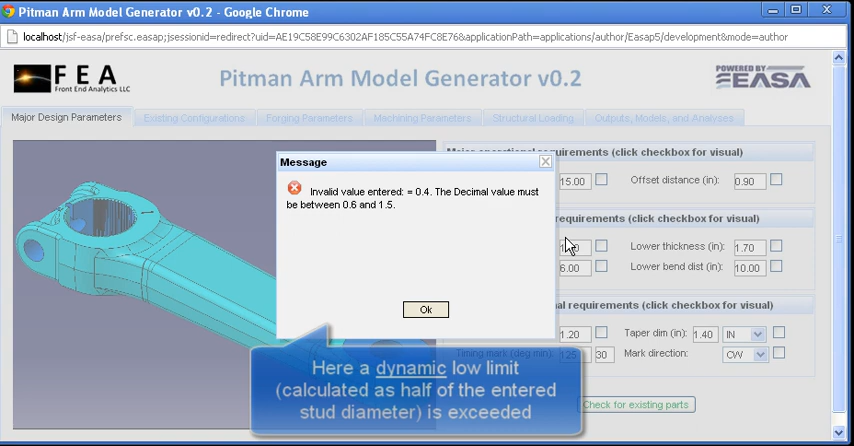 Pitman Arm Model Generator v0.2 - Google Chrome
localhost/jsf-easa/prefsc.easap;jsessionid=redirect?uid=AE19C58E99C6302AF185C55A74FC8E76&applicationPath=applications/author/Easap5/development&mode=author
FEA
Front End Analytics LLC
Pitman Arm Model Generator v0.2
POWERED BY
EASA
Major Design Parameters
Existing Configurations
Forging Parameters
Machining Parameters
Structural Loading
Outputs, Models, and Analyses
requirements (click checkbox for visual)
15.00
Offset distance (in): 0.90
requirements (click checkbox for visual)
Lower thickness (in): 1.70
6.00
Lower bend dist (in): 10.00
requirements (click checkbox for visual)
1.20
Taper dim (in): 1.40 IN
Timing mark (deg min): 125 30
Mark direction: CW
Check for existing parts
Message
Invalid value entered: = 0.4. The Decimal value must
be between 0.6 and 1.5.
Ok
Here a dynamic low limit
(calculated as half of the entered
stud diameter) is exceeded